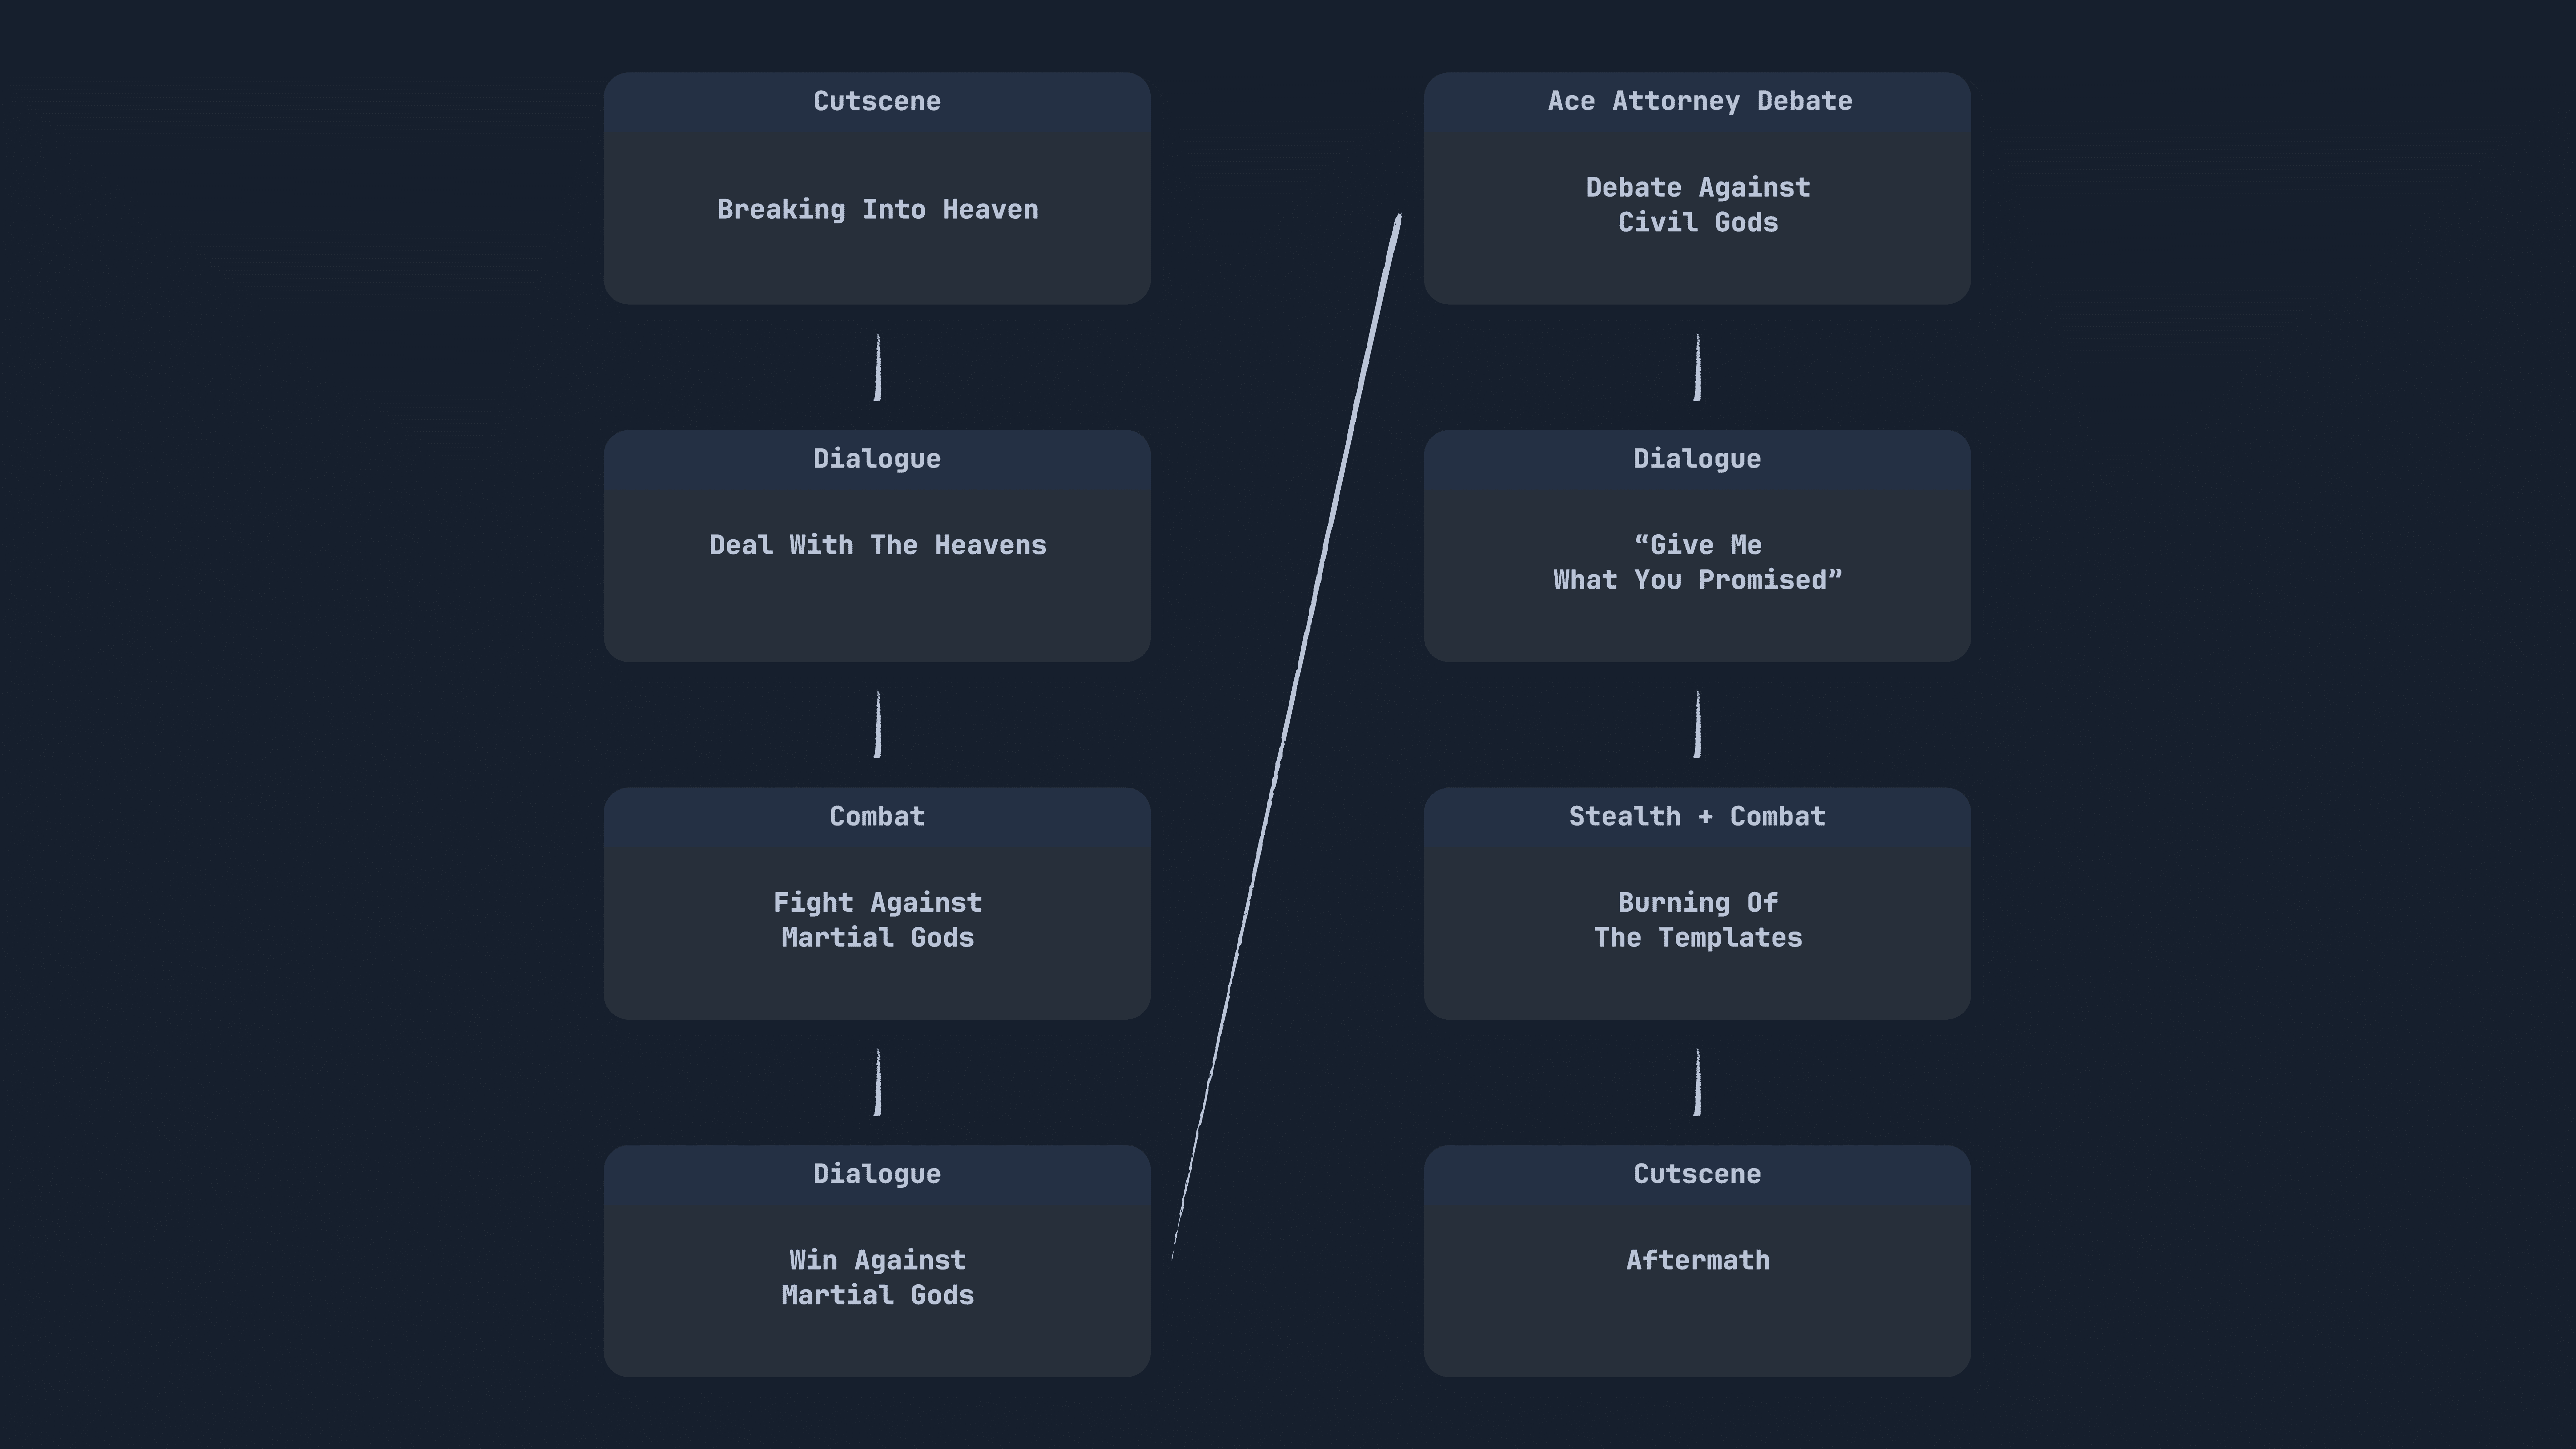 Cutscene
Breaking Into Heaven
Dialogue
Deal With The Heavens
Combat
Fight Against
Martial Gods
Dialogue
Win Against
Martial Gods
Ace Attorney Debate
Debate Against
Civil Gods
Dialogue
“Give Me
What You Promised”
Stealth + Combat
Burning Of
The Templates
Cutscene
Aftermath